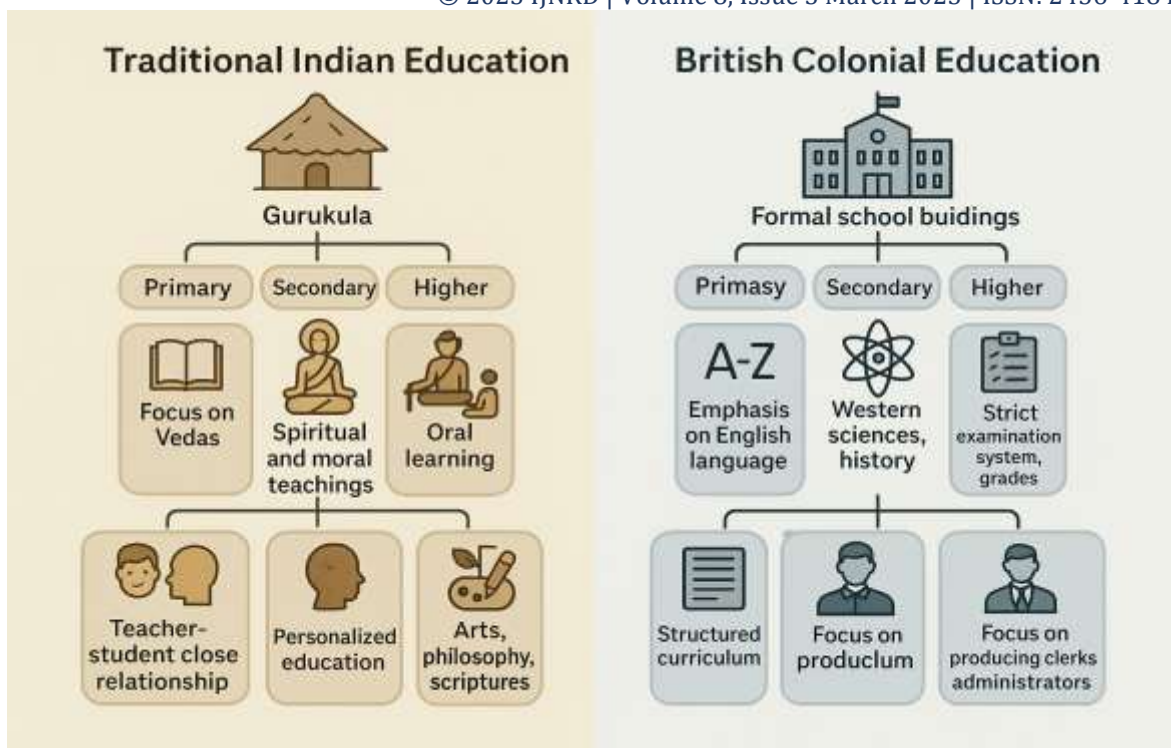 © 2023 IJNRD | Volume 8, Issue 3 March 2023 | ISSN: 2456-4184
Traditional Indian Education
Gurukula
Primary
Secondary
Higher
Focus on
Vedas
Spiritual
and moral
teachings
Oral
learning
Teacher-
student close
relationship
Personalized
education
Arts,
philosophy,
scriptures
British Colonial Education
Formal school buidings
Primasy
Secondary
Higher
A-Z
Emphasis
on English
language
Western
sciences,
history
Strict
examination
system,
grades
Structured
curriculum
Focus on
produclum
Focus on
producing clerks
administrators